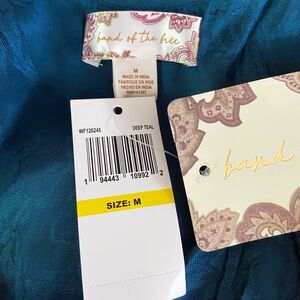 band of the free
M
MADE IN INDIA
FABRIQUE EN INDE
HECHO EN INDIA
WF126245 DEEP TEAL
1 94443 10992 2
SIZE: M
band